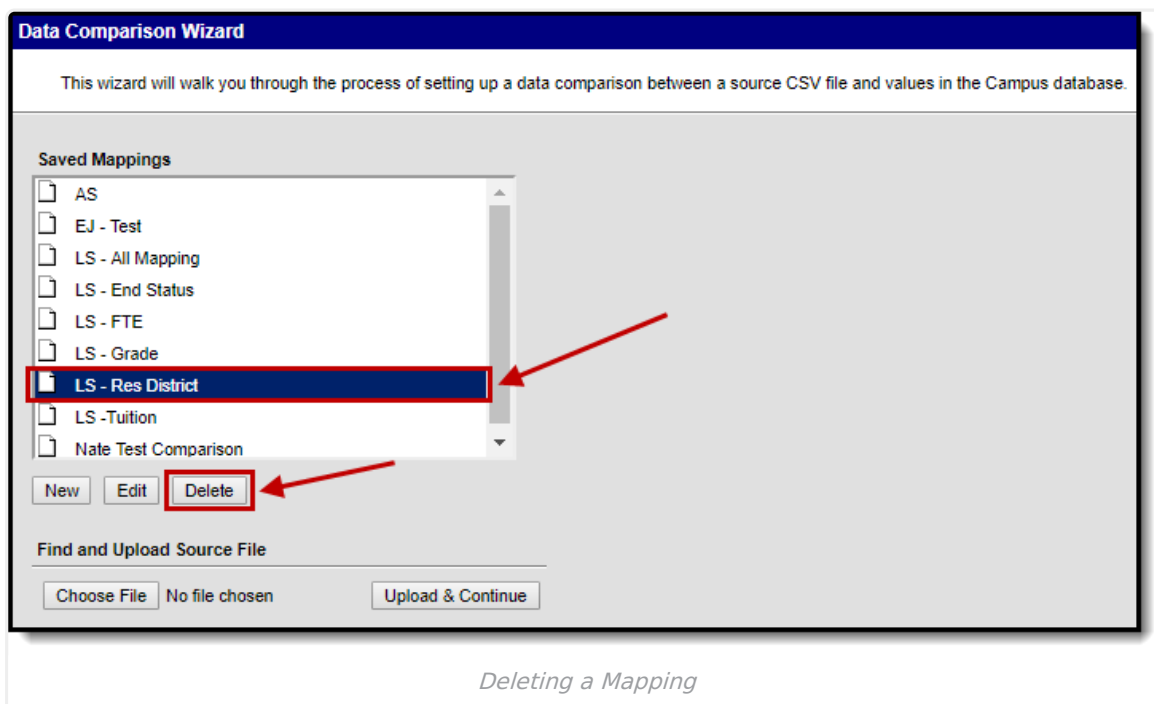 Data Comparison Wizard
This wizard will walk you through the process of setting up a data comparison between a source CSV file and values in the Campus database.
Saved Mappings
AS
EJ - Test
LS - All Mapping
LS - End Status
LS - FTE
LS - Grade
LS - Res District
LS -Tuition
Nate Test Comparison
New Edit Delete
Find and Upload Source File
Choose File No file chosen Upload & Continue
Deleting a Mapping